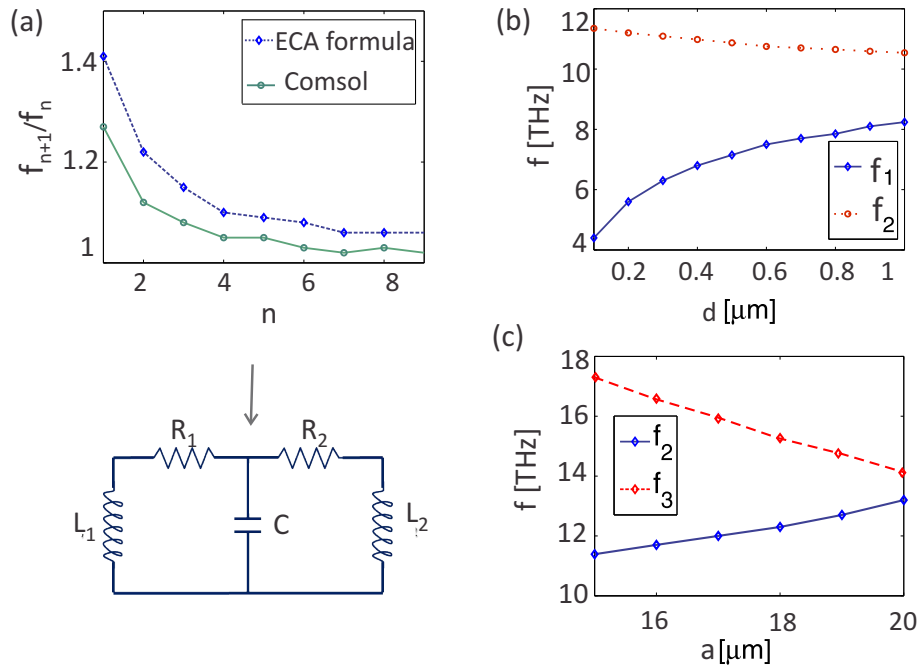 (a)
ECA formula
Comsol
1.4
1.2
1
f_{n+1}/f_n
2
4
6
8
n
(b)
12
10
8
6
4
f [THz]
f_1
f_2
0.2
0.4
0.6
0.8
1
d [μm]
R_1
R_2
L_1
C
L_2
(c)
18
16
14
12
10
f [THz]
f_2
f_3
16
18
20
a [μm]